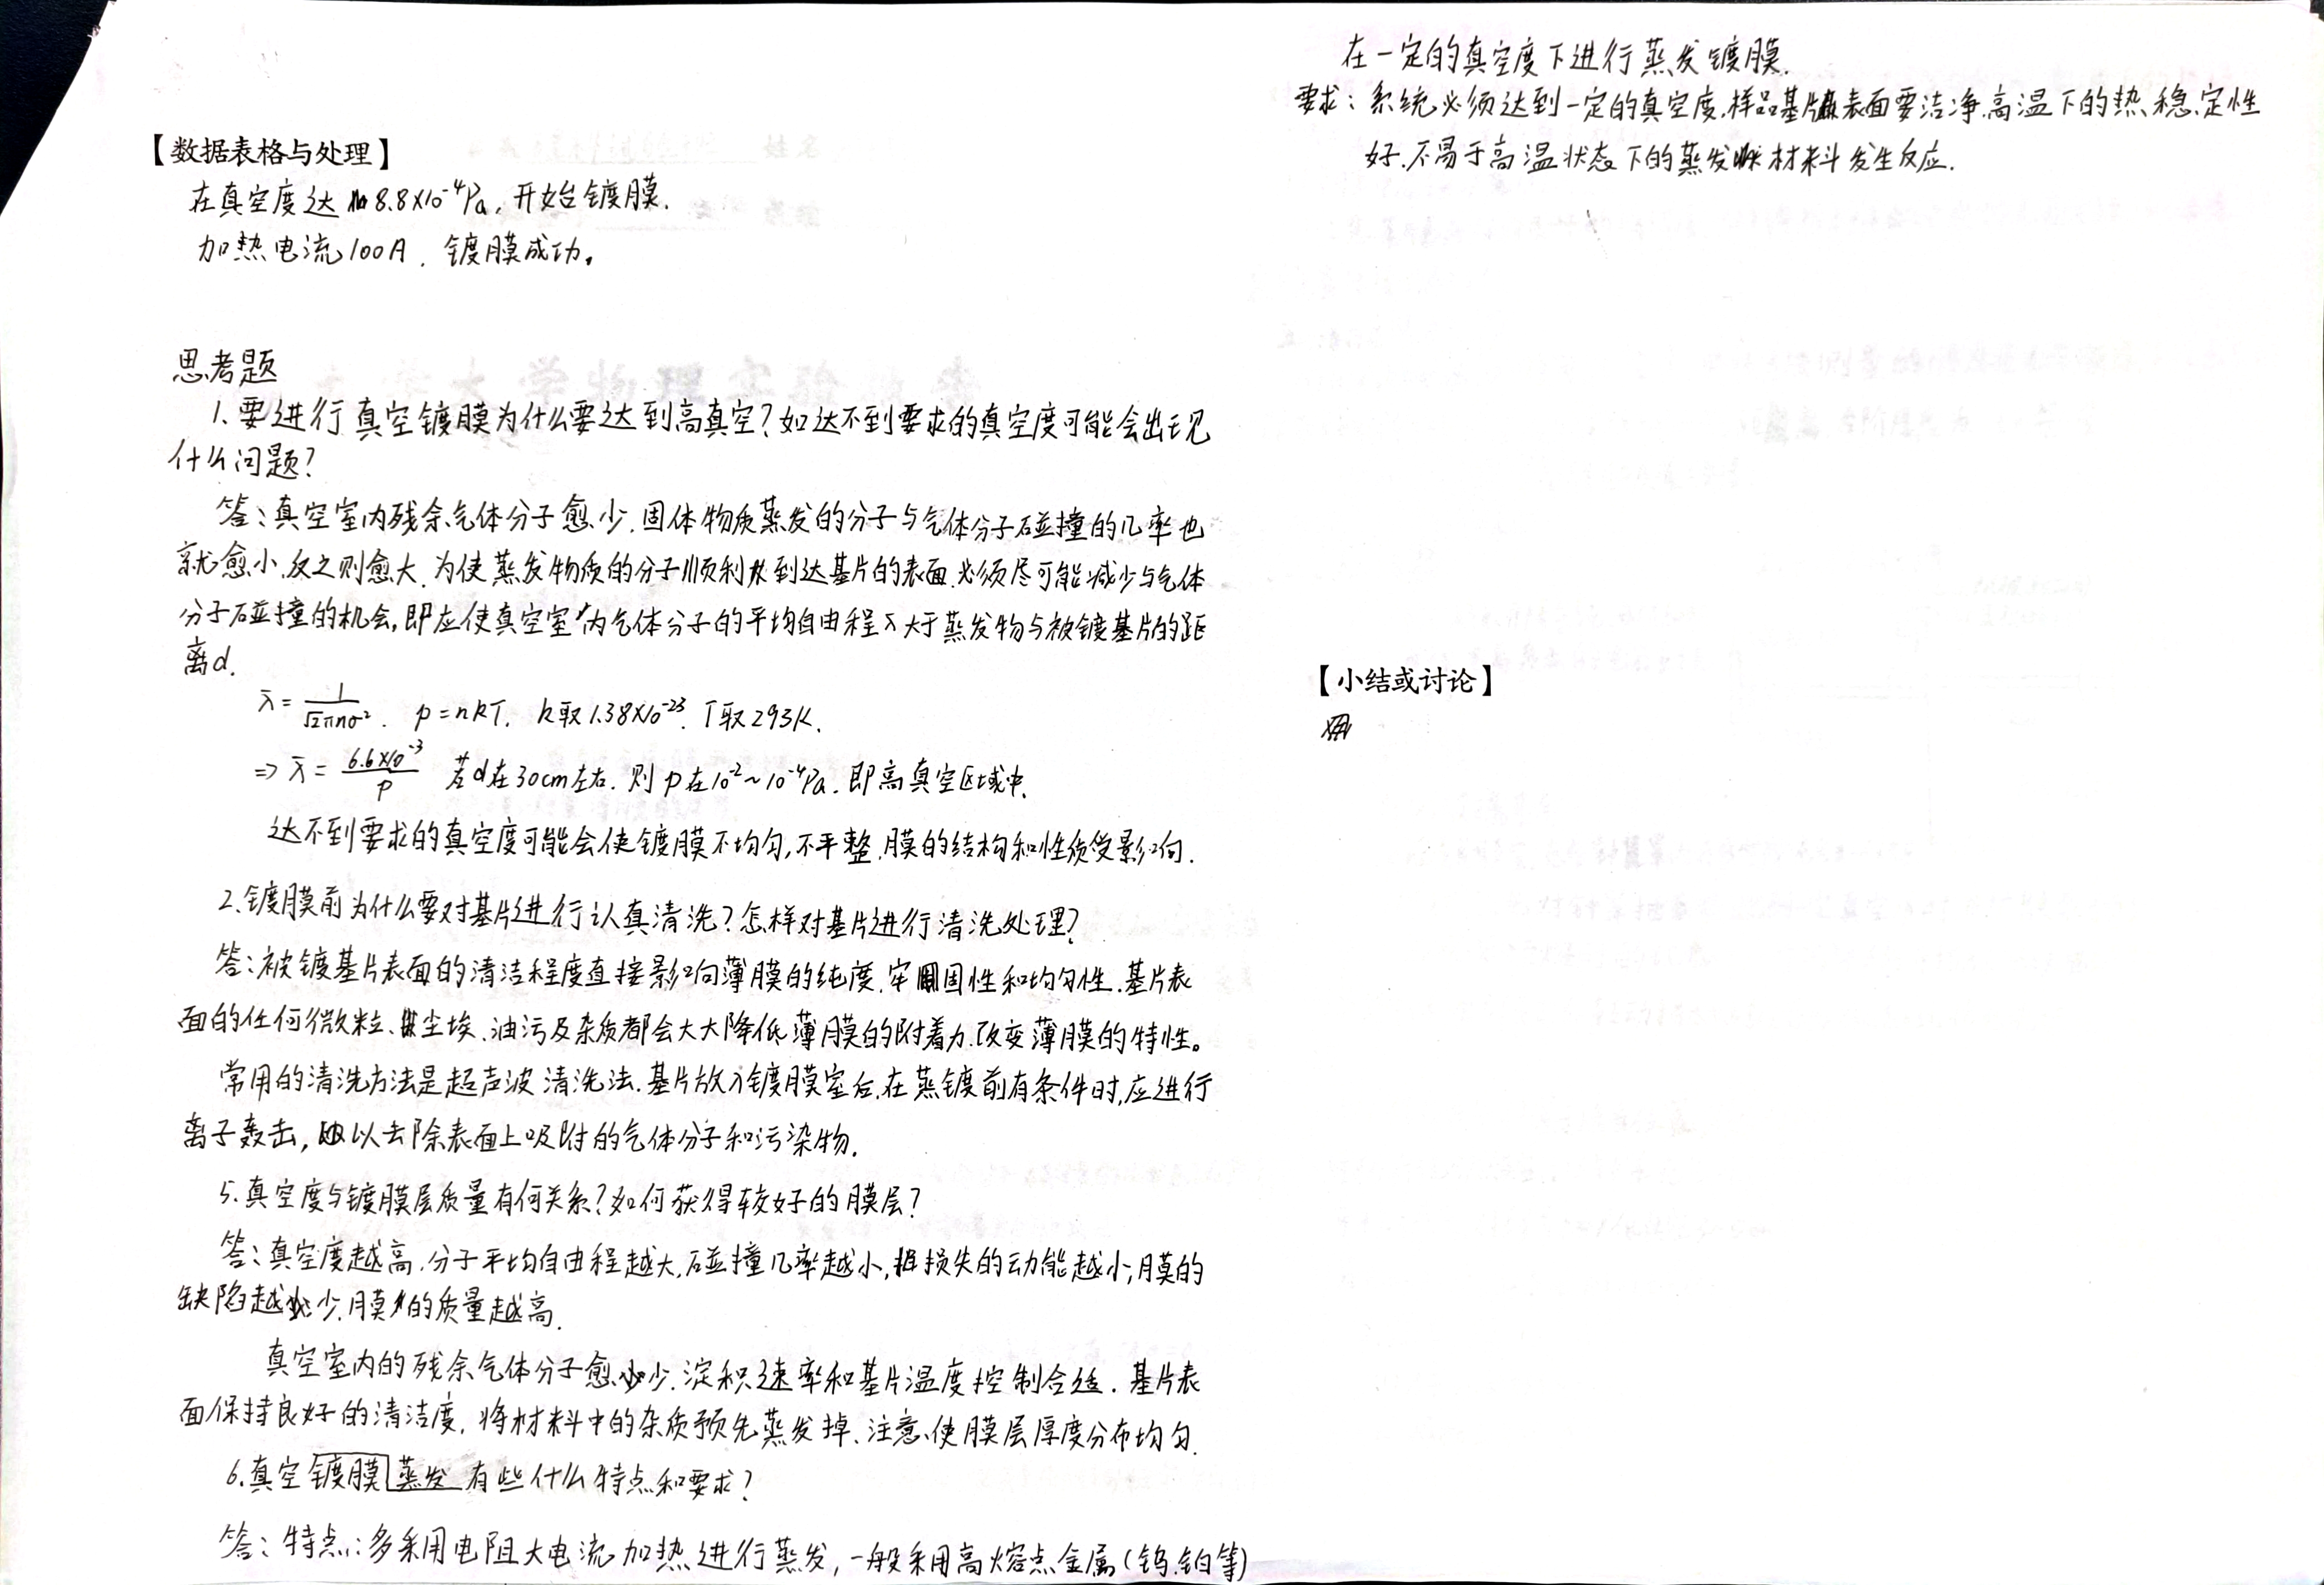 【数据表格与处理】
在真空度达8.8×10⁻⁴Pa,开始镀膜.
加热电流100A. 镀膜成功。
思考题
1、要进行真空镀膜为什么要达到高真空?如达不到要求的真空度可能会出现
什么问题?
答:真空室内残余气体分子愈少.固体物质蒸发的分子与气体分子碰撞的几率也
就愈小,反之则愈大.为使蒸发物质的分子顺利到达基片的表面.必须尽可能减少与气体
分子碰撞的机会,即应使真空室内气体分子的平均自由程λ̄大于蒸发物与被镀基片的距
离d.
λ̄=1/(√2πnσ²). p=nkT. k取1.38×10⁻²³. T取293K.
⇒ λ̄=6.6×10⁻³/p 若d在30cm左右.则p在10⁻²~10⁻⁴Pa.即高真空区域中.
达不到要求的真空度可能会使镀膜不均匀,不平整.膜的结构和性质受影响.
2、镀膜前为什么要对基片进行认真清洗?怎样对基片进行清洗处理?
答:被镀基片表面的清洁程度直接影响薄膜的纯度.牢固性和均匀性.基片表
面的任何微粒、尘埃、油污及杂质都会大大降低薄膜的附着力.改变薄膜的特性。
常用的清洗方法是超声波清洗法.基片放入镀膜室后,在蒸镀前有条件时,应进行
离子轰击,以去除表面上吸附的气体分子和污染物.
5.真空度与镀膜层质量有何关系?如何获得较好的膜层?
答:真空度越高.分子平均自由程越大,碰撞几率越小,损失的动能越小,膜的
缺陷越少.膜的质量越高.
真空室内的残余气体分子愈少.淀积速率和基片温度控制合适.基片表
面保持良好的清洁度,将材料中的杂质预先蒸发掉、注意使膜层厚度分布均匀.
6.真空镀膜蒸发有些什么特点和要求?
答:特点:多采用电阻大电流加热进行蒸发,一般采用高熔点金属(钨.钼等)
在一定的真空度下进行蒸发镀膜.
要求:系统必须达到一定的真空度,样品基片表面要洁净.高温下的热稳定性
好.不易于高温状态下的蒸发材料发生反应.
【小结或讨论】